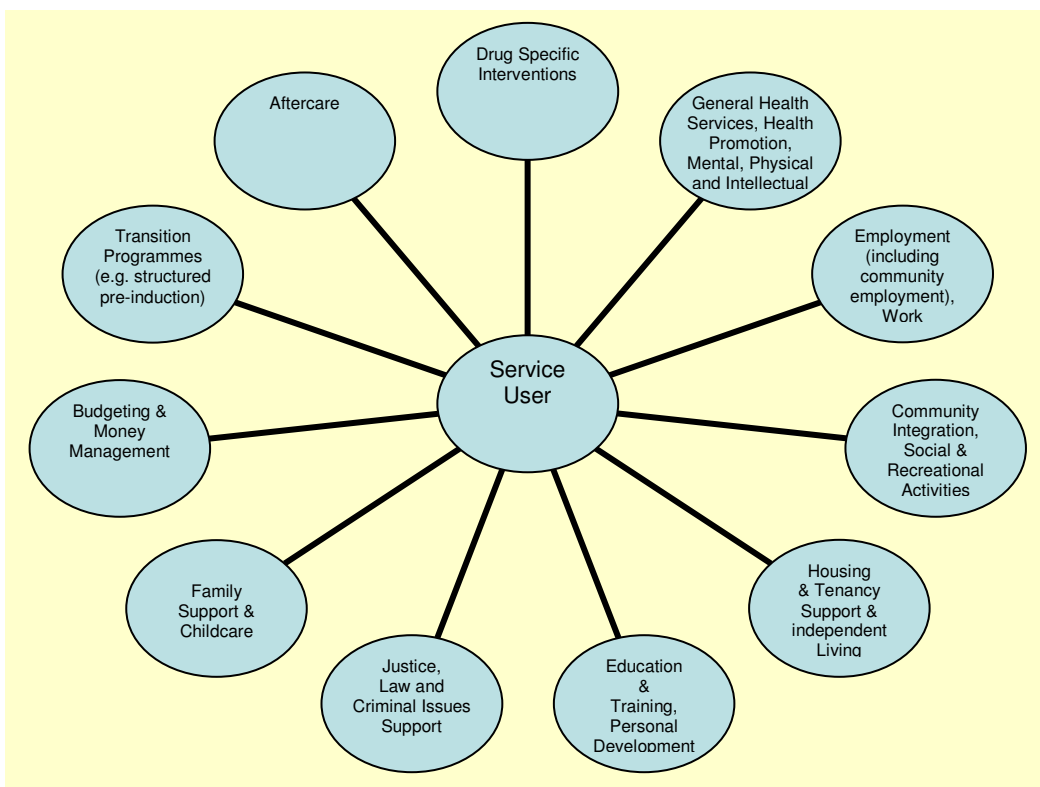 Drug Specific
Interventions
General Health
Services, Health
Promotion,
Mental, Physical
and Intellectual
Employment
(including
community
employment),
Work
Community
Integration,
Social &
Recreational
Activities
Housing
& Tenancy
Support &
independent
Living
Education
&
Training,
Personal
Development
Justice,
Law and
Criminal Issues
Support
Family
Support &
Childcare
Budgeting &
Money
Management
Transition
Programmes
(e.g. structured
pre-induction)
Aftercare
Service
User